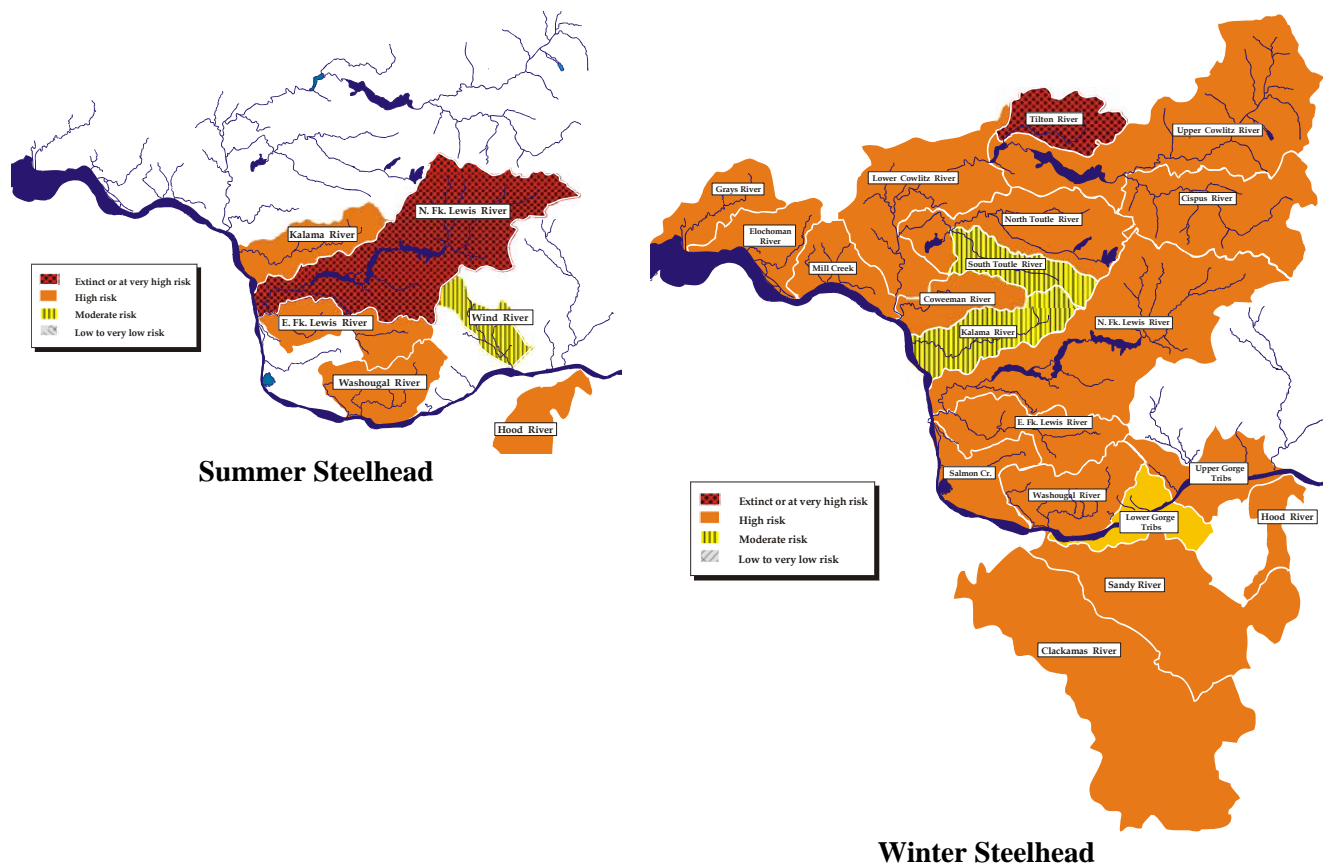 N. Fk. Lewis River
Kalama River
E. Fk. Lewis River
Wind River
Washougal River
Hood River
Extinct or at very high risk
High risk
Moderate risk
Low to very low risk
Summer Steelhead
Tilton River
Upper Cowlitz River
Lower Cowlitz River
Grays River
Cispus River
North Toutle River
Elochoman
River
Mill Creek
South Toutle River
Coweeman River
Kalama River
N. Fk. Lewis River
E. Fk. Lewis River
Salmon Cr.
Upper Gorge
Tribs
Washougal River
Lower Gorge
Tribs
Hood River
Extinct or at very high risk
High risk
Moderate risk
Low to very low risk
Sandy River
Clackamas River
Winter Steelhead